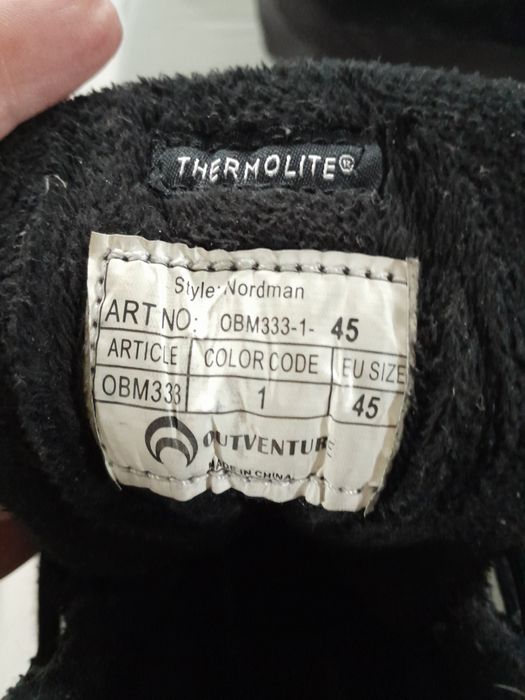 THERMOLITE®
Style: Nordman
ART NO: OBM333-1- 45
ARTICLE COLOR CODE EU SIZE
OBM333 1 45
OUTVENTURE
MADE IN CHINA